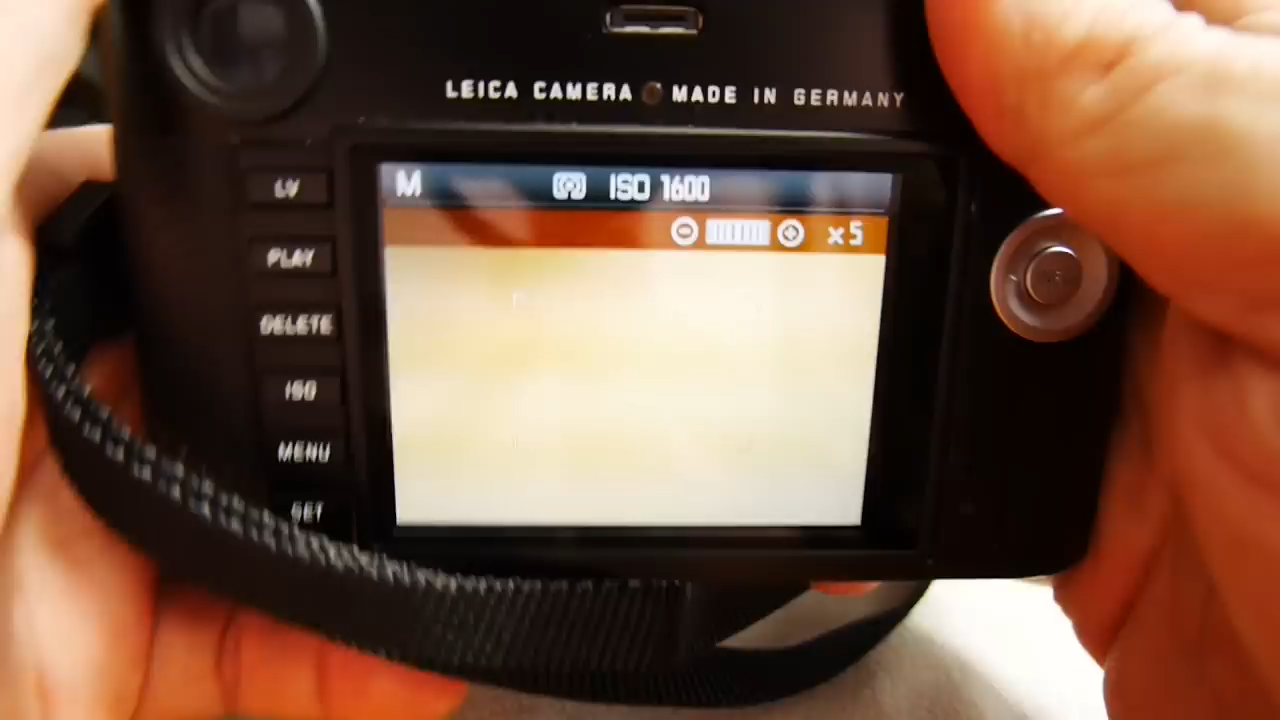 LEICA CAMERA MADE IN GERMANY
LV
PLAY
DELETE
ISO
MENU
SET
M ISO 1600
x5